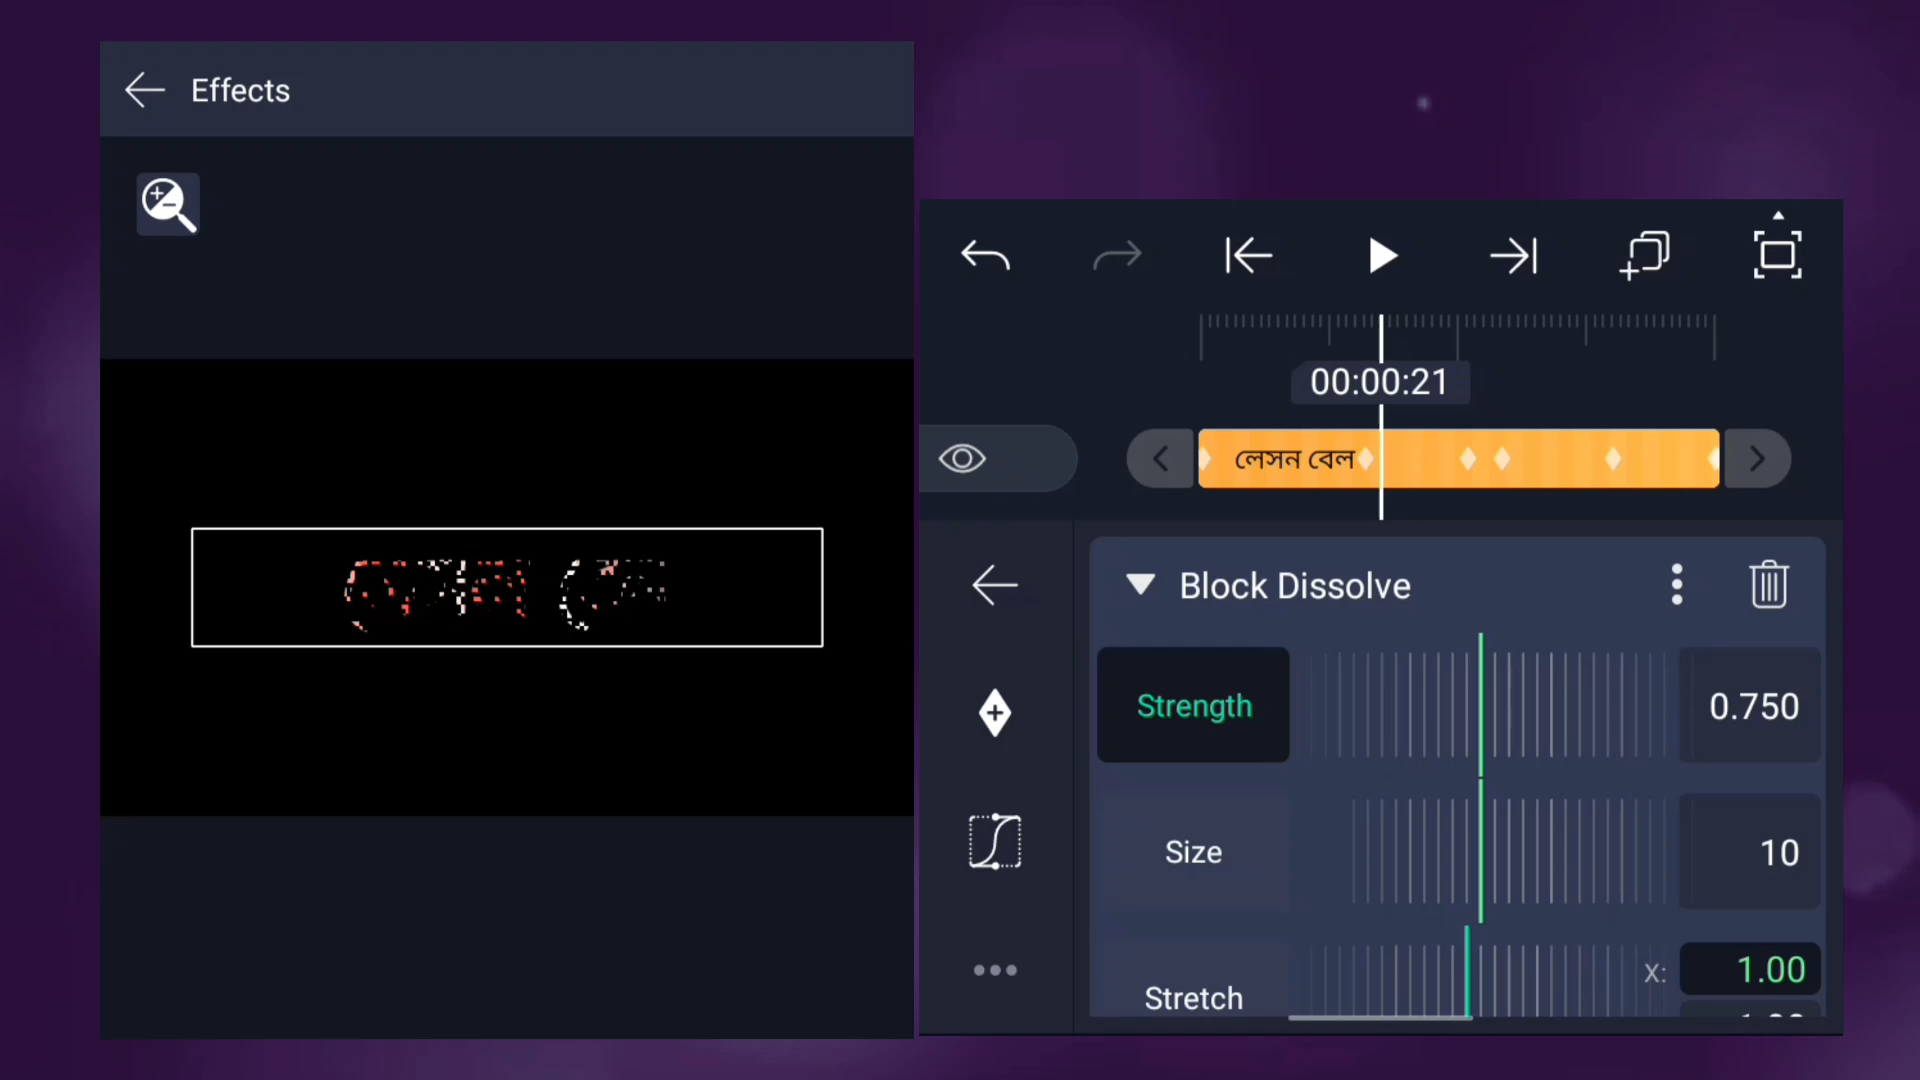 Effects
00:00:21
লেসন বেল
Block Dissolve
Strength
0.750
Size
10
Stretch
X:
1.00